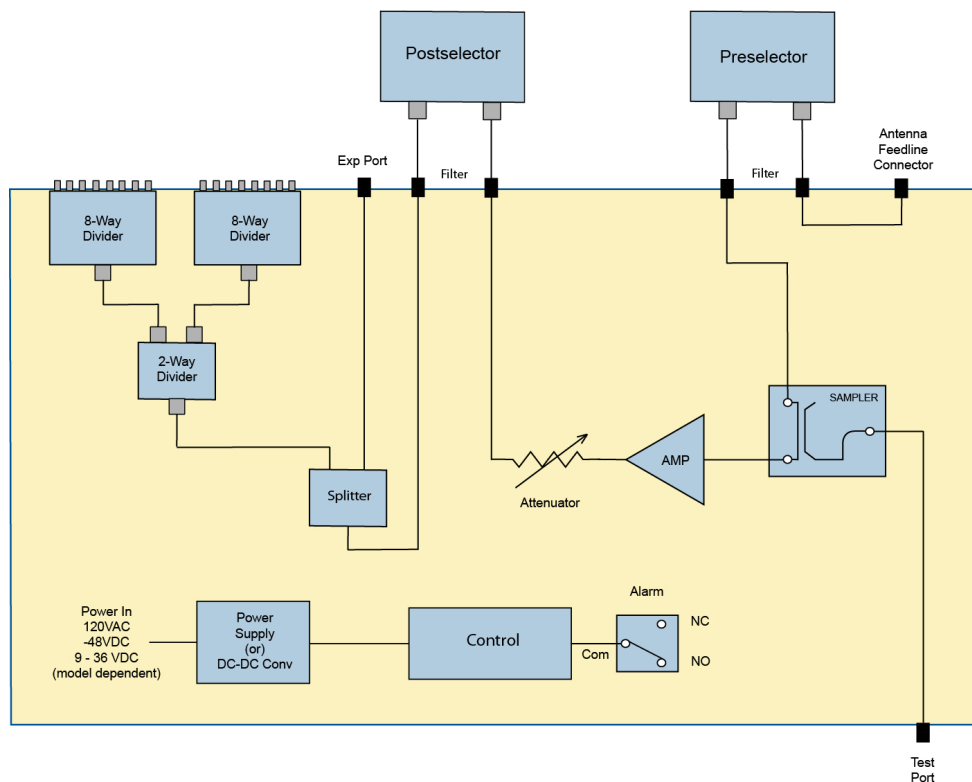 Postselector
Preselector
Exp Port
Filter
Filter
Antenna
Feedline
Connector
8-Way
Divider
8-Way
Divider
2-Way
Divider
SAMPLER
AMP
Attenuator
Splitter
Power In
120VAC
-48VDC
9 - 36 VDC
(model dependent)
Power
Supply
(or)
DC-DC Conv
Control
Alarm
Com
NC
NO
Test
Port